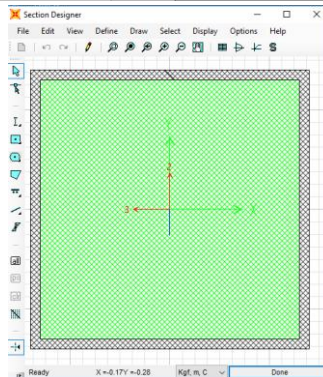 Section Designer
File Edit View Define Draw Select Display Options Help
Y
2
3
X
Ready X =-0.17Y =-0.28 Kgf, m, C Done